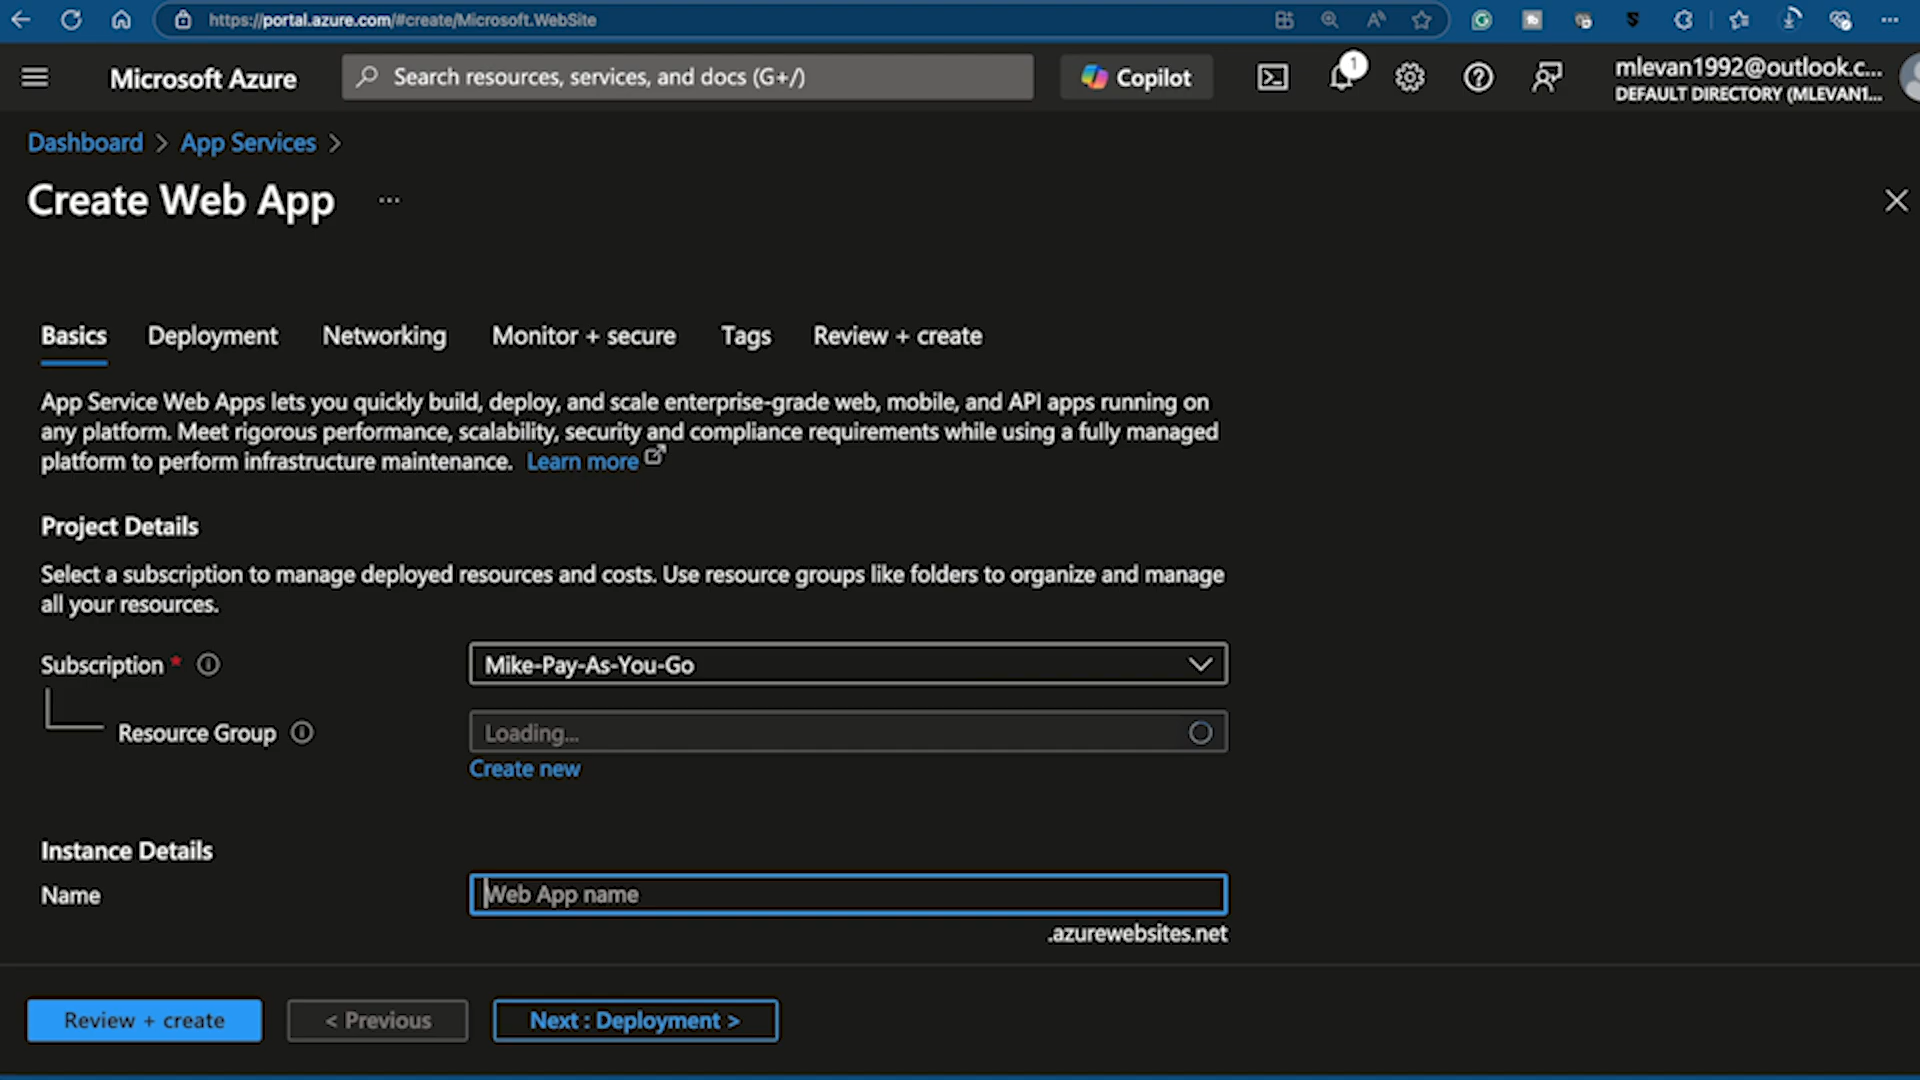 https://portal.azure.com/#create/Microsoft.WebSite
Microsoft Azure
Search resources, services, and docs (G+/)
Copilot
1
mlevan1992@outlook.c...
DEFAULT DIRECTORY (MLEVAN1...
Dashboard > App Services >
Create Web App ...
Basics Deployment Networking Monitor + secure Tags Review + create
App Service Web Apps lets you quickly build, deploy, and scale enterprise-grade web, mobile, and API apps running on
any platform. Meet rigorous performance, scalability, security and compliance requirements while using a fully managed
platform to perform infrastructure maintenance. Learn more
Project Details
Select a subscription to manage deployed resources and costs. Use resource groups like folders to organize and manage
all your resources.
Subscription * Mike-Pay-As-You-Go
Resource Group Loading...
Create new
Instance Details
Name Web App name
.azurewebsites.net
Review + create < Previous Next : Deployment >